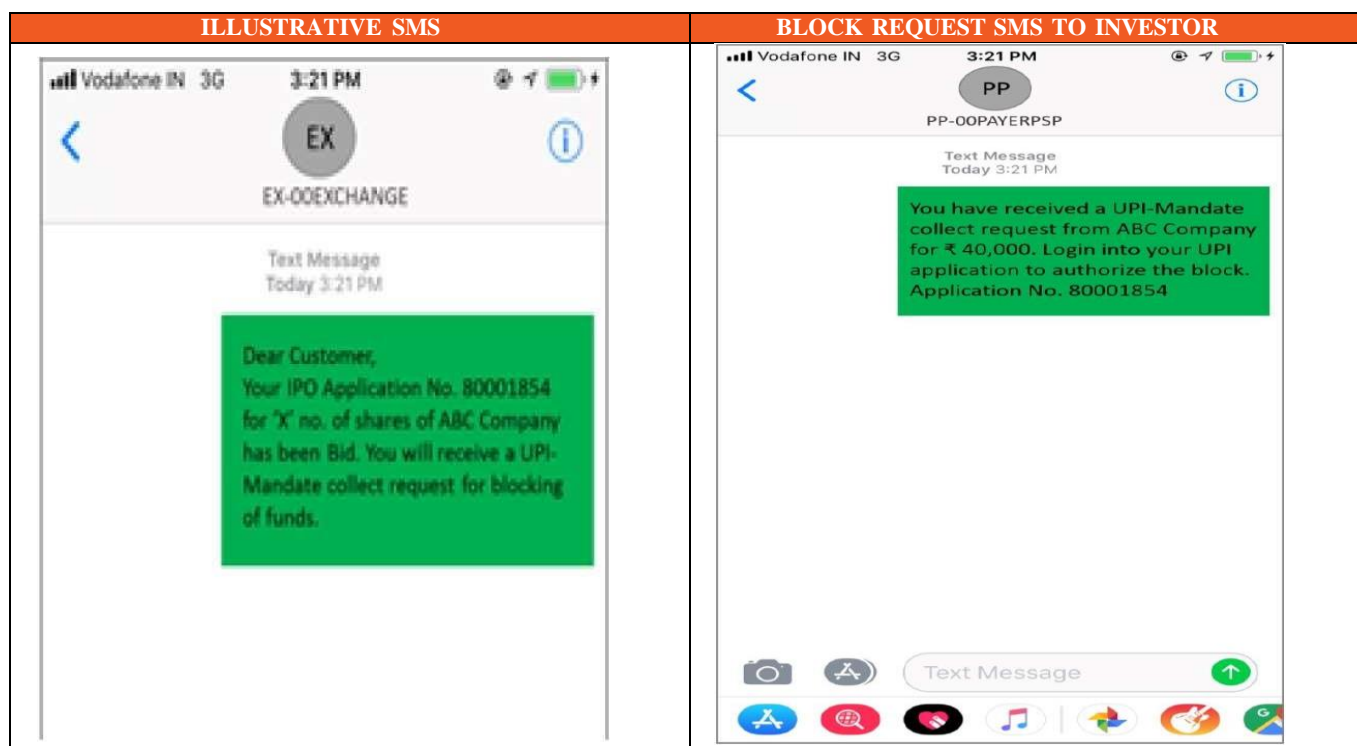 ILLUSTRATIVE SMS
Vodafone IN 3G 3:21 PM
EX
EX-00EXCHANGE
Text Message
Today 3:21 PM
Dear Customer,
Your IPO Application No. 80001854
for 'X' no. of shares of ABC Company
has been Bid. You will receive a UPI-
Mandate collect request for blocking
of funds.
BLOCK REQUEST SMS TO INVESTOR
Vodafone IN 3G 3:21 PM
PP
PP-00PAYERPSP
Text Message
Today 3:21 PM
You have received a UPI-Mandate
collect request from ABC Company
for ₹ 40,000. Login into your UPI
application to authorize the block.
Application No. 80001854
Text Message
G